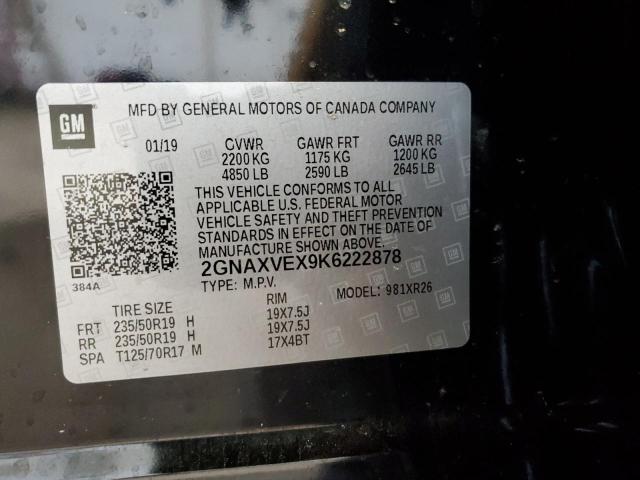 GM
MFD BY GENERAL MOTORS OF CANADA COMPANY
01/19 GVWR GAWR FRT GAWR RR
2200 KG 1175 KG 1200 KG
4850 LB 2590 LB 2645 LB
THIS VEHICLE CONFORMS TO ALL
APPLICABLE U.S. FEDERAL MOTOR
VEHICLE SAFETY AND THEFT PREVENTION
STANDARDS IN EFFECT ON THE DATE OF
MANUFACTURE SHOWN ABOVE.
2GNAXVEX9K6222878
384A
TYPE: M.P.V. MODEL: 981XR26
TIRE SIZE RIM
FRT 235/50R19 H 19X7.5J
RR 235/50R19 H 19X7.5J
SPA T125/70R17 M 17X4BT